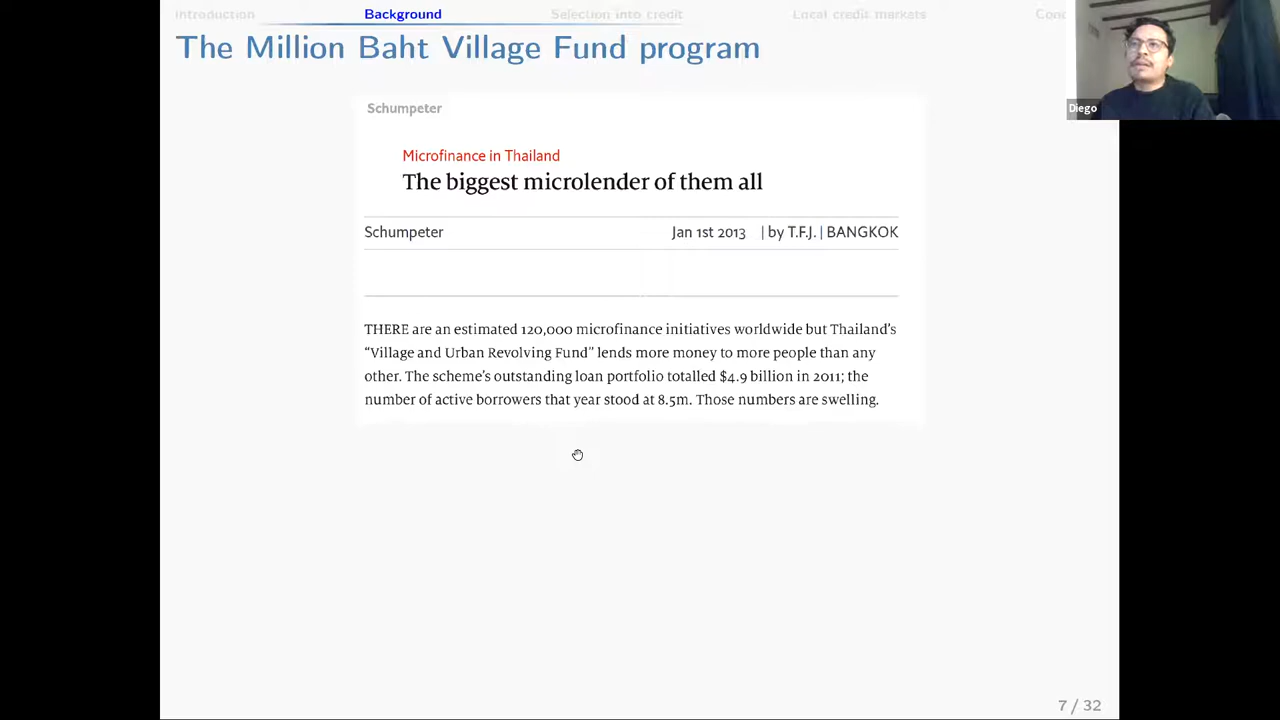 Introduction Background Selection into credit Local credit markets Conc
The Million Baht Village Fund program
Diego
Schumpeter
Microfinance in Thailand
The biggest microlender of them all
Schumpeter Jan 1st 2013 | by T.F.J. | BANGKOK
THERE are an estimated 120,000 microfinance initiatives worldwide but Thailand's
“Village and Urban Revolving Fund” lends more money to more people than any
other. The scheme's outstanding loan portfolio totalled $4.9 billion in 2011; the
number of active borrowers that year stood at 8.5m. Those numbers are swelling.
7 / 32